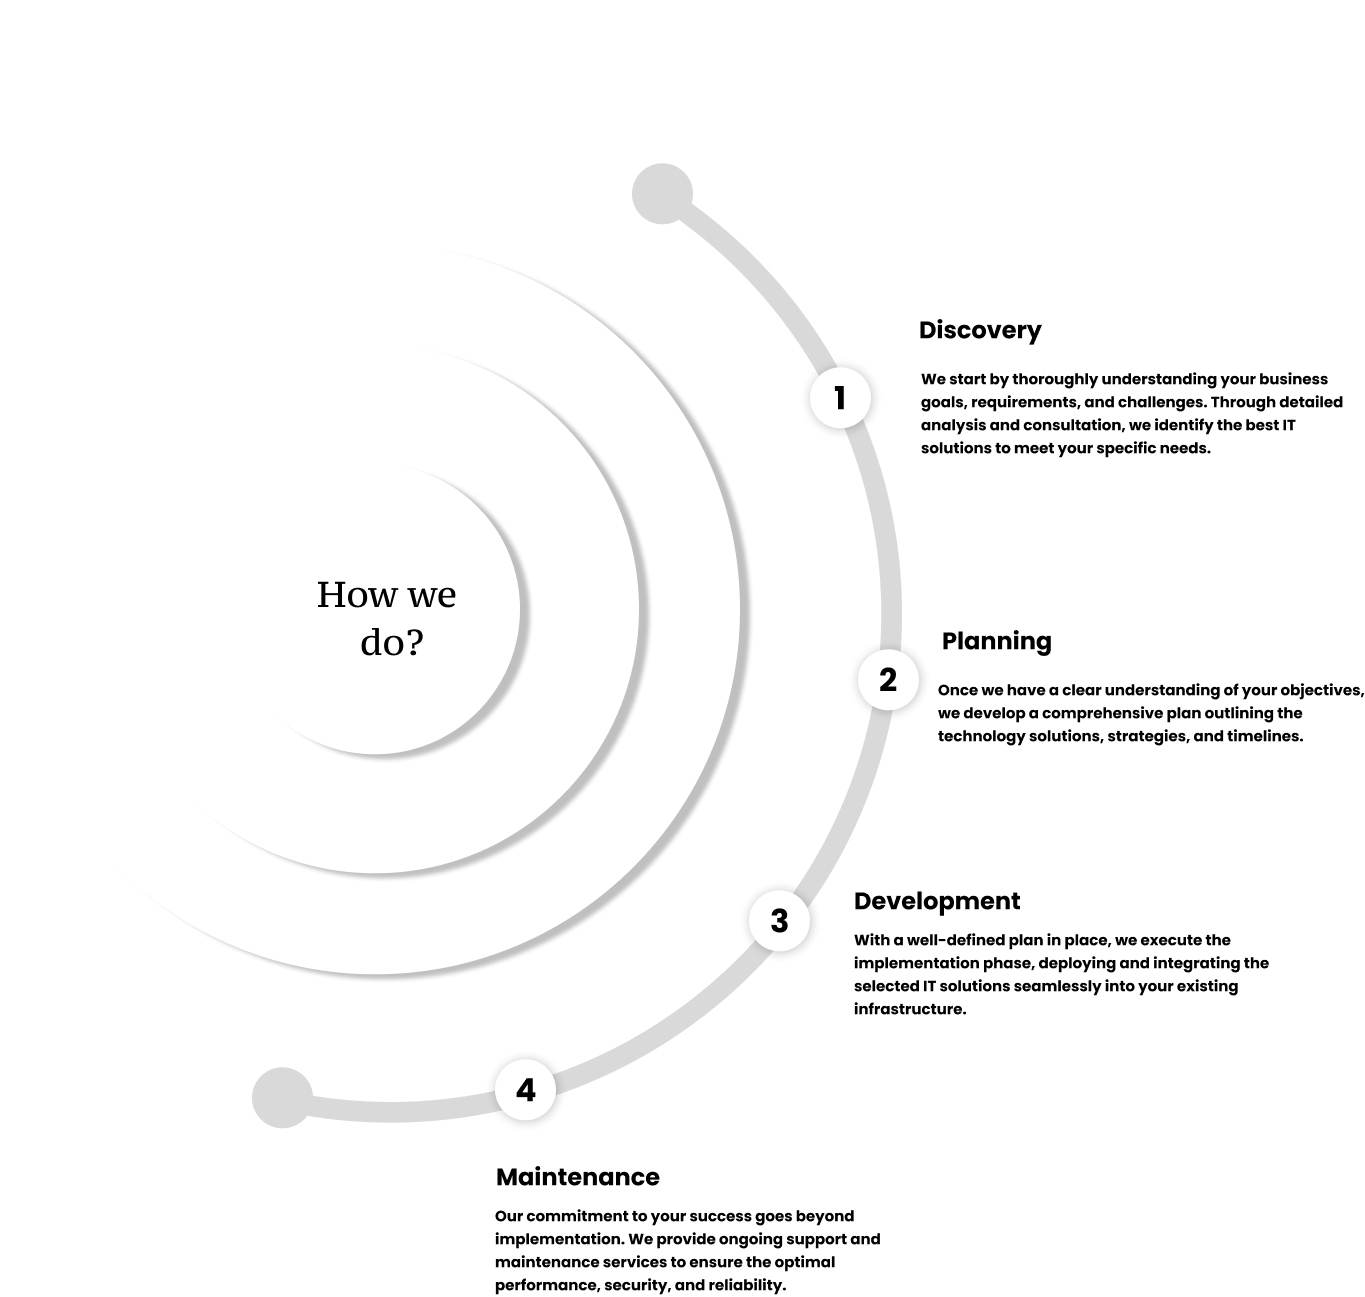 How we
do?
1
Discovery
We start by thoroughly understanding your business
goals, requirements, and challenges. Through detailed
analysis and consultation, we identify the best IT
solutions to meet your specific needs.
2
Planning
Once we have a clear understanding of your objectives,
we develop a comprehensive plan outlining the
technology solutions, strategies, and timelines.
3
Development
With a well-defined plan in place, we execute the
implementation phase, deploying and integrating the
selected IT solutions seamlessly into your existing
infrastructure.
4
Maintenance
Our commitment to your success goes beyond
implementation. We provide ongoing support and
maintenance services to ensure the optimal
performance, security, and reliability.